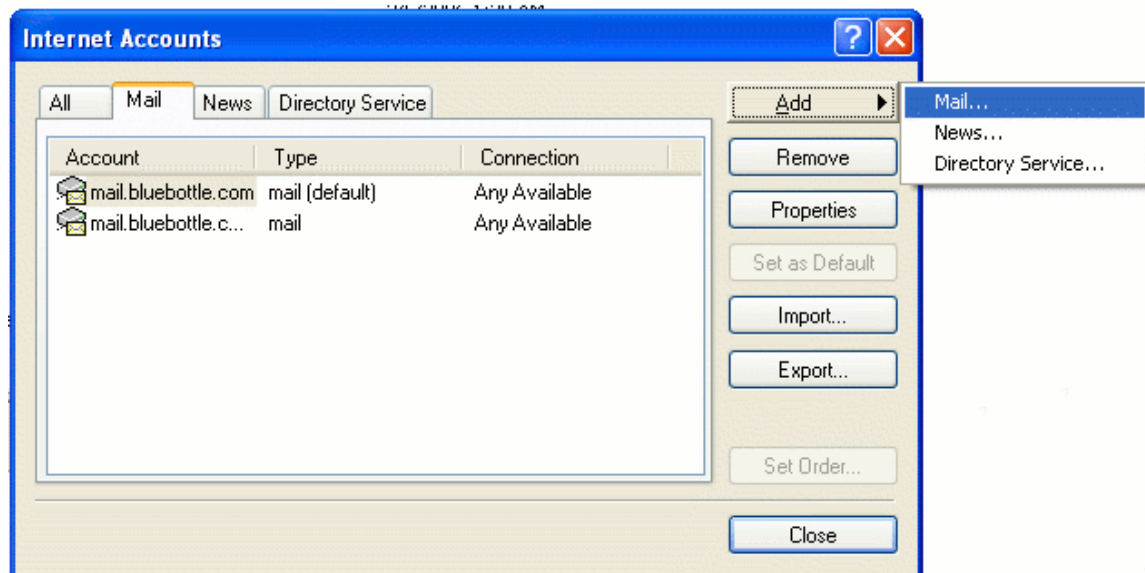 Internet Accounts
All Mail News Directory Service
Add
Mail...
News...
Directory Service...
Account Type Connection
Remove
mail.bluebottle.com mail (default) Any Available
mail.bluebottle.c... mail Any Available
Properties
Set as Default
Import...
Export...
Set Order...
Close